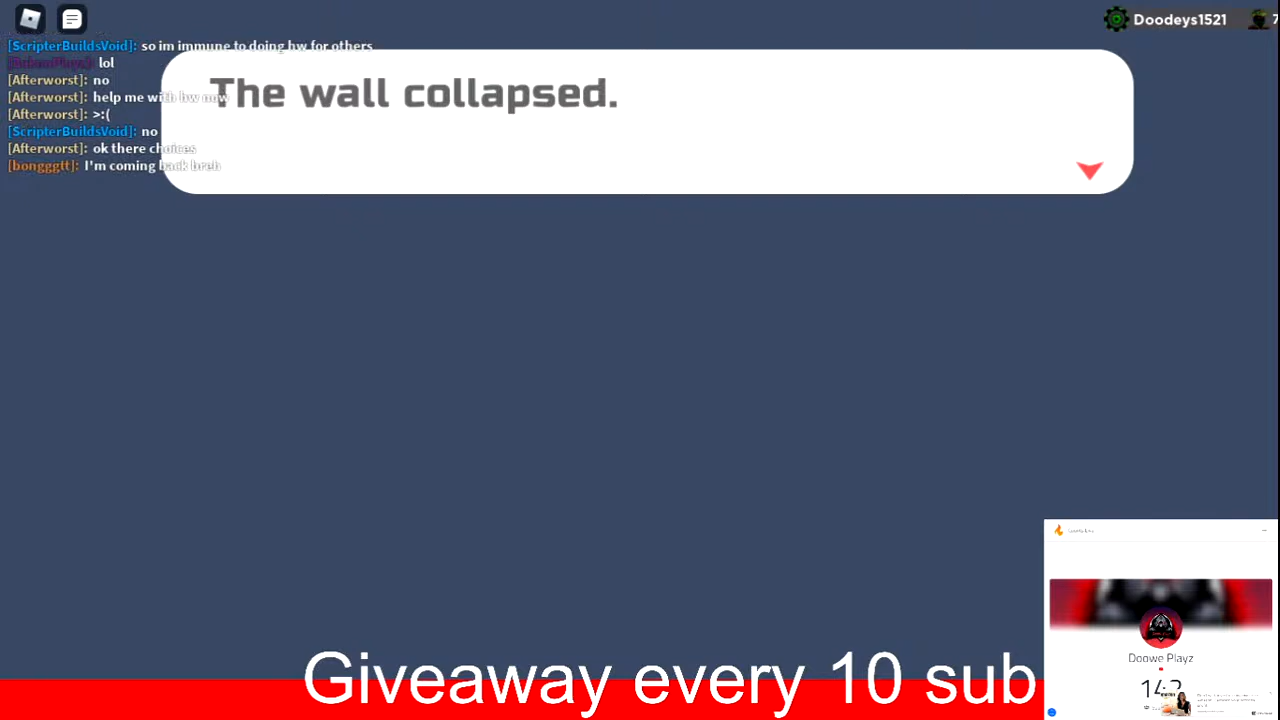 Doodeys1521
7
[ScripterBuildsVoid]: so im immune to doing hw for others
lol
[Afterworst]: no
[Afterworst]: help me with hw now
[Afterworst]: >:(
[ScripterBuildsVoid]: no
[Afterworst]: ok there choices
[bongggtt]: I'm coming back breh
The wall collapsed.
Giveaway every 10 sub
Doowe Playz